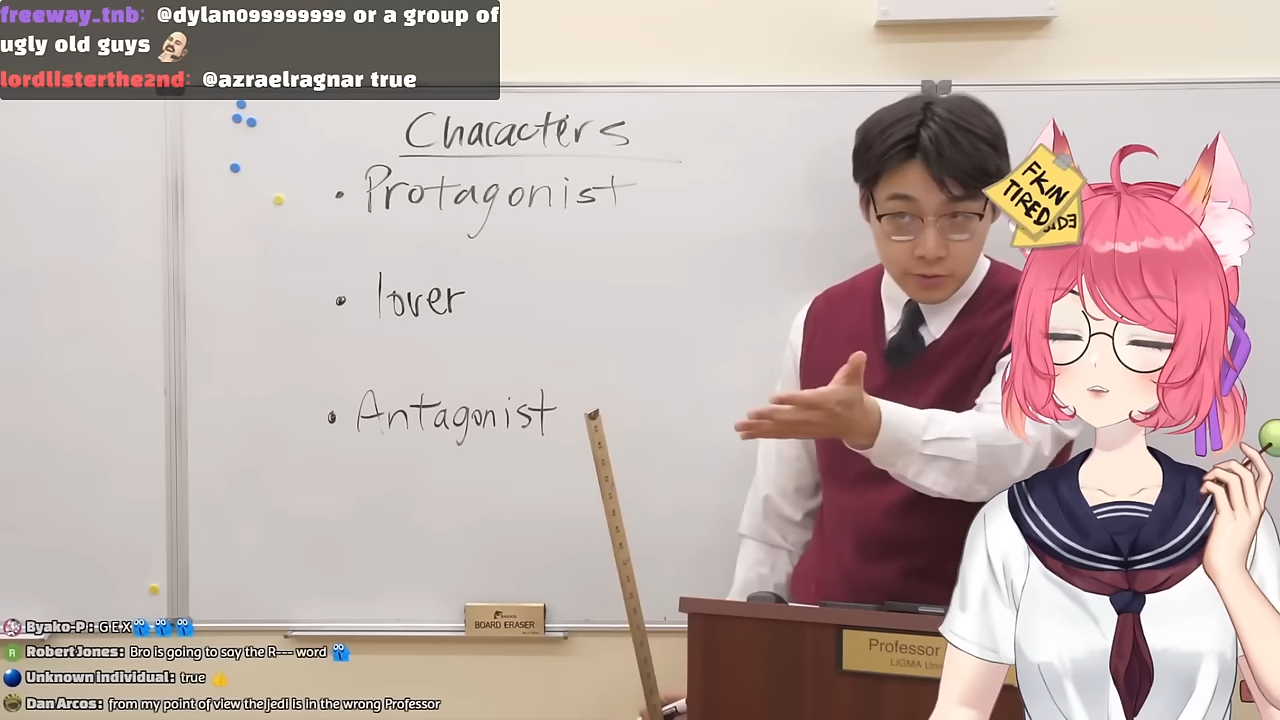 freeway_tnb: @dylan099999999 or a group of
ugly old guys
lordlisterthe2nd: @azraelragnar true
Characters
• Protagonist
• lover
• Antagonist
FKIN
TIRED
BOARD ERASER
Professor
LIGMA Uni
Byako-P: G E X
Robert Jones: Bro is going to say the R--- word
Unknown individual: true
Dan Arcos: from my point of view the jedi is in the wrong Professor